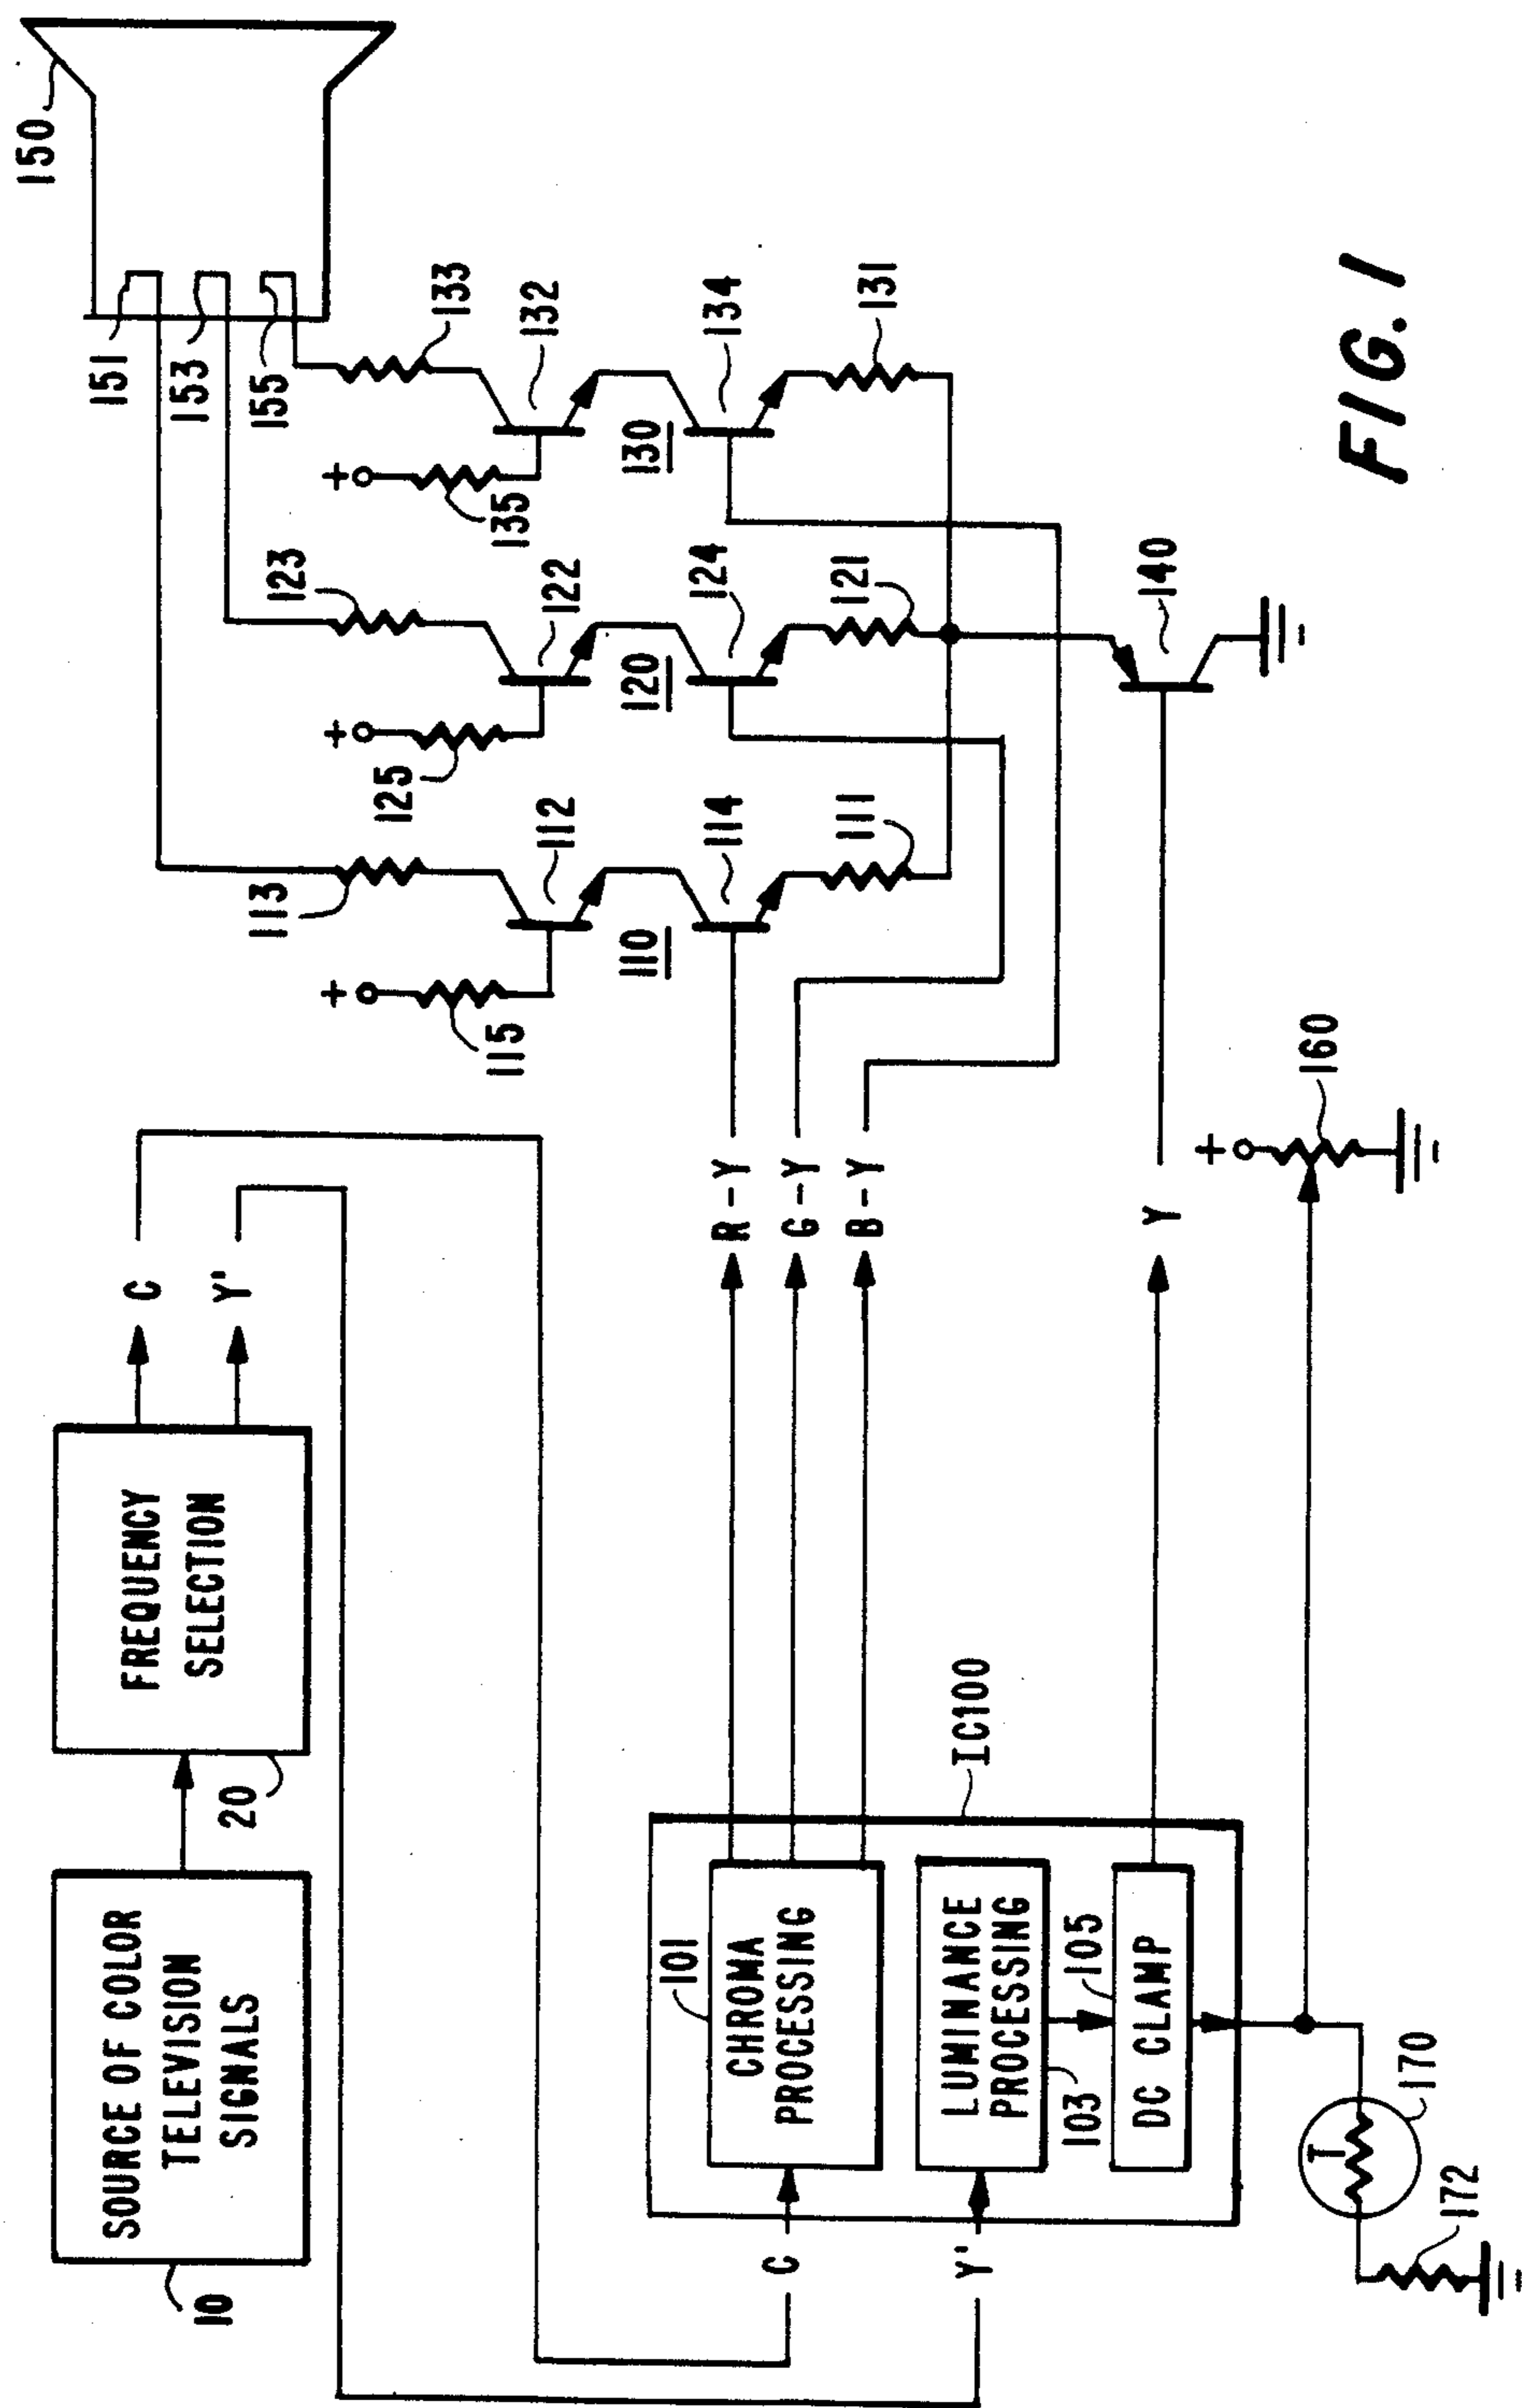 SOURCE OF COLOR
TELEVISION
SIGNALS
10
FREQUENCY
SELECTION
20
C
Y'
150
151
153
155
113
123
133
+
+
+
115
125
135
112
122
132
110
120
130
114
124
134
111
121
131
140
R-Y
G-Y
B-Y
Y
IC100
101
CHROMA
PROCESSING
LUMINANCE
PROCESSING
103
105
DC CLAMP
C
Y'
+
160
T
170
172
FIG. 1